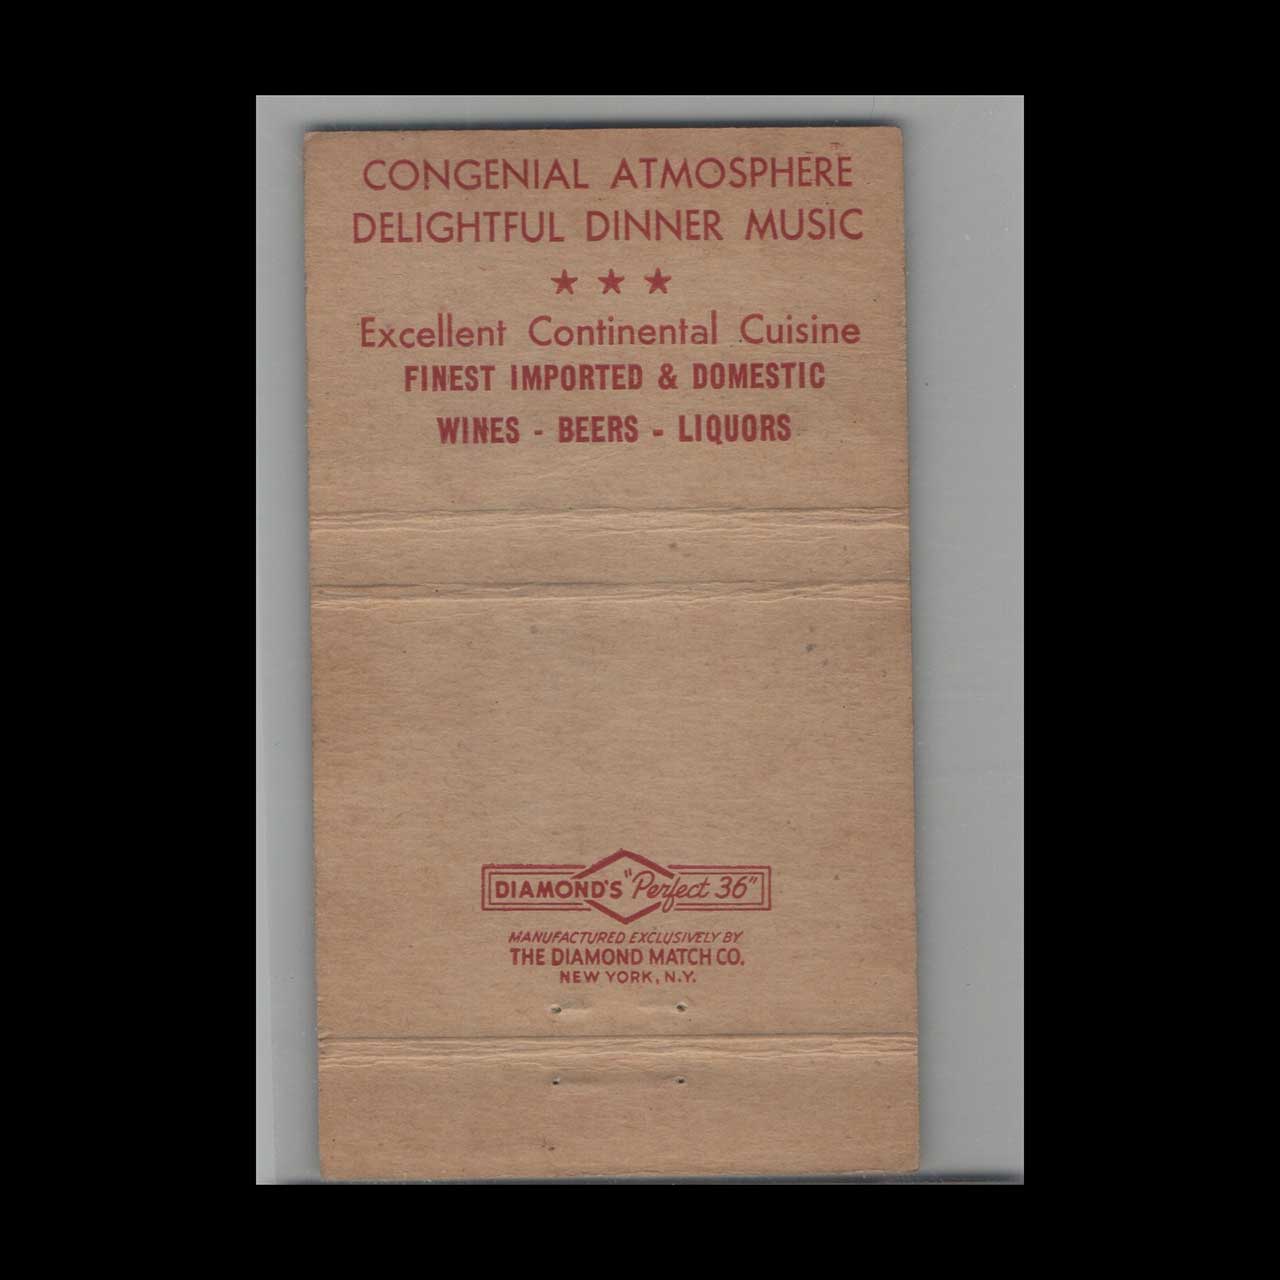 CONGENIAL ATMOSPHERE
DELIGHTFUL DINNER MUSIC
★ ★ ★
Excellent Continental Cuisine
FINEST IMPORTED & DOMESTIC
WINES - BEERS - LIQUORS
DIAMOND'S "Perfect 36"
MANUFACTURED EXCLUSIVELY BY
THE DIAMOND MATCH CO.
NEW YORK, N.Y.